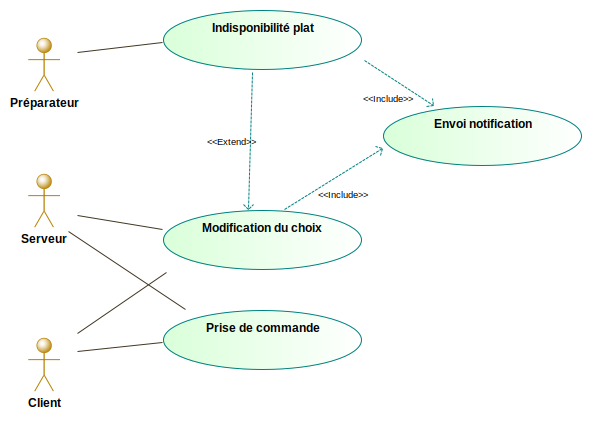 Indisponibilité plat
Préparateur
<<Include>>
Envoi notification
<<Extend>>
<<Include>>
Serveur
Modification du choix
Prise de commande
Client